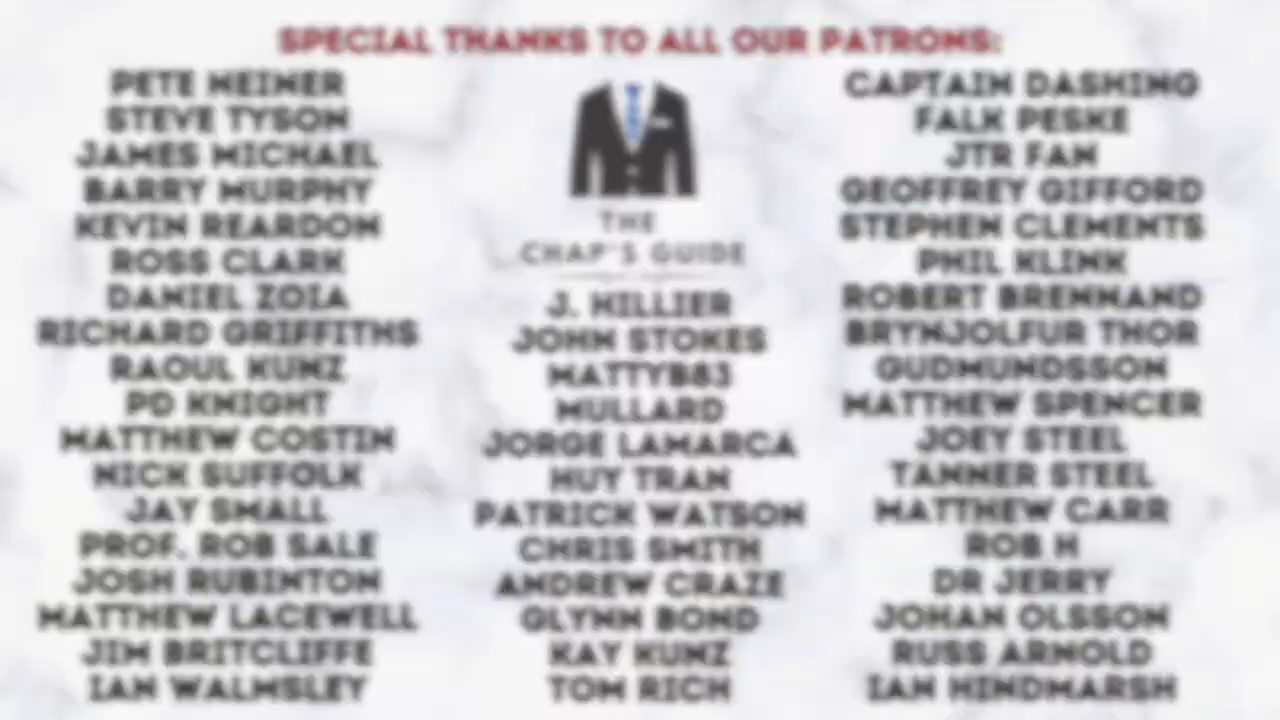 SPECIAL THANKS TO ALL OUR PATRONS:
PETE NEINER
STEVE TYSON
JAMES MICHAEL
BARRY MURPHY
KEVIN REARDON
ROSS CLARK
DANIEL ZOIA
RICHARD GRIFFITHS
RAOUL KUNZ
PD KNIGHT
MATTHEW COSTIN
NICK SUFFOLK
JAY SMALL
PROF. ROB SALE
JOSH RUBINTON
MATTHEW LACEWELL
JIM BRITCLIFFE
IAN WALMSLEY
THE
CHAP'S GUIDE
J. HILLIER
JOHN STOKES
MATTYB83
MULLARD
JORGE LAMARCA
HUY TRAN
PATRICK WATSON
CHRIS SMITH
ANDREW CRAZE
GLYNN BOND
KAY KUNZ
TOM RICH
CAPTAIN DASHING
FALK PESKE
JTR FAN
GEOFFREY GIFFORD
STEPHEN CLEMENTS
PHIL KLINK
ROBERT BRENNAND
BRYNJOLFUR THOR
GUDMUNDSSON
MATTHEW SPENCER
JOEY STEEL
TANNER STEEL
MATTHEW CARR
ROB H
DR JERRY
JOHAN OLSSON
RUSS ARNOLD
IAN HINDMARSH